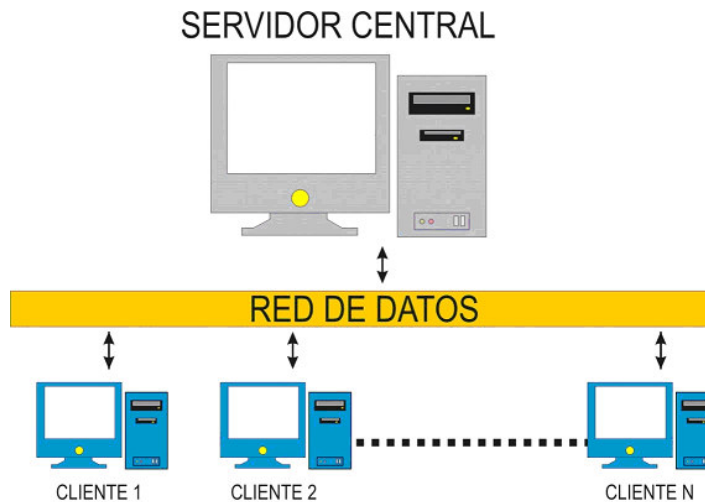 SERVIDOR CENTRAL
RED DE DATOS
CLIENTE 1
CLIENTE 2
CLIENTE N